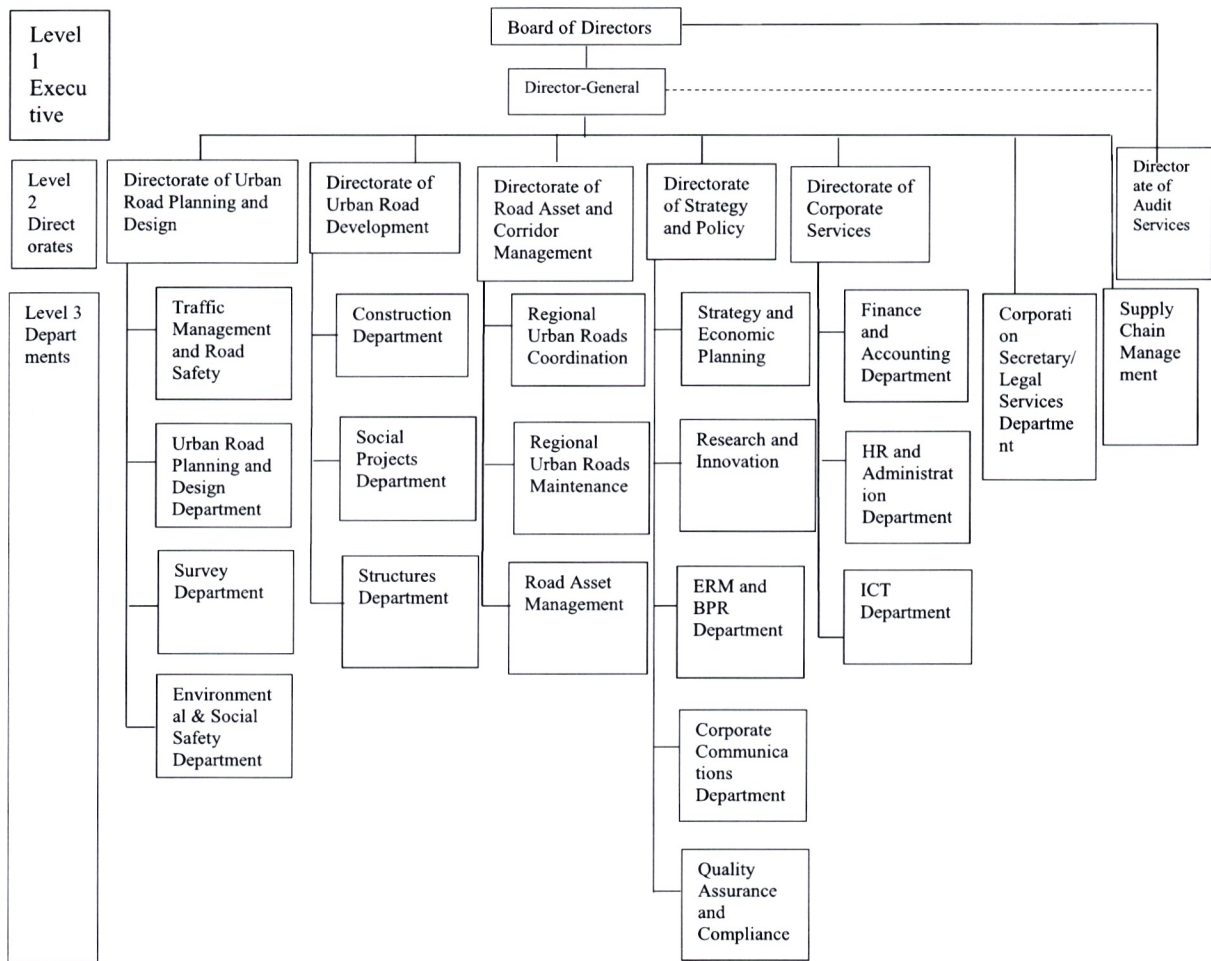 Level
1
Execu
tive
Board of Directors
Director-General
Level
2
Direct
orates
Directorate of Urban
Road Planning and
Design
Directorate of
Urban Road
Development
Directorate of
Road Asset and
Corridor
Management
Directorate
of Strategy
and Policy
Directorate of
Corporate
Services
Director
ate of
Audit
Services
Level 3
Depart
ments
Traffic
Management
and Road
Safety
Construction
Department
Regional
Urban Roads
Coordination
Strategy and
Economic
Planning
Finance
and
Accounting
Department
Corporati
on
Secretary/
Legal
Services
Departme
nt
Supply
Chain
Manage
ment
Urban Road
Planning and
Design
Department
Social
Projects
Department
Regional
Urban Roads
Maintenance
Research and
Innovation
HR and
Administrat
ion
Department
Survey
Department
Structures
Department
Road Asset
Management
ERM and
BPR
Department
ICT
Department
Environment
al & Social
Safety
Department
Corporate
Communica
tions
Department
Quality
Assurance
and
Compliance